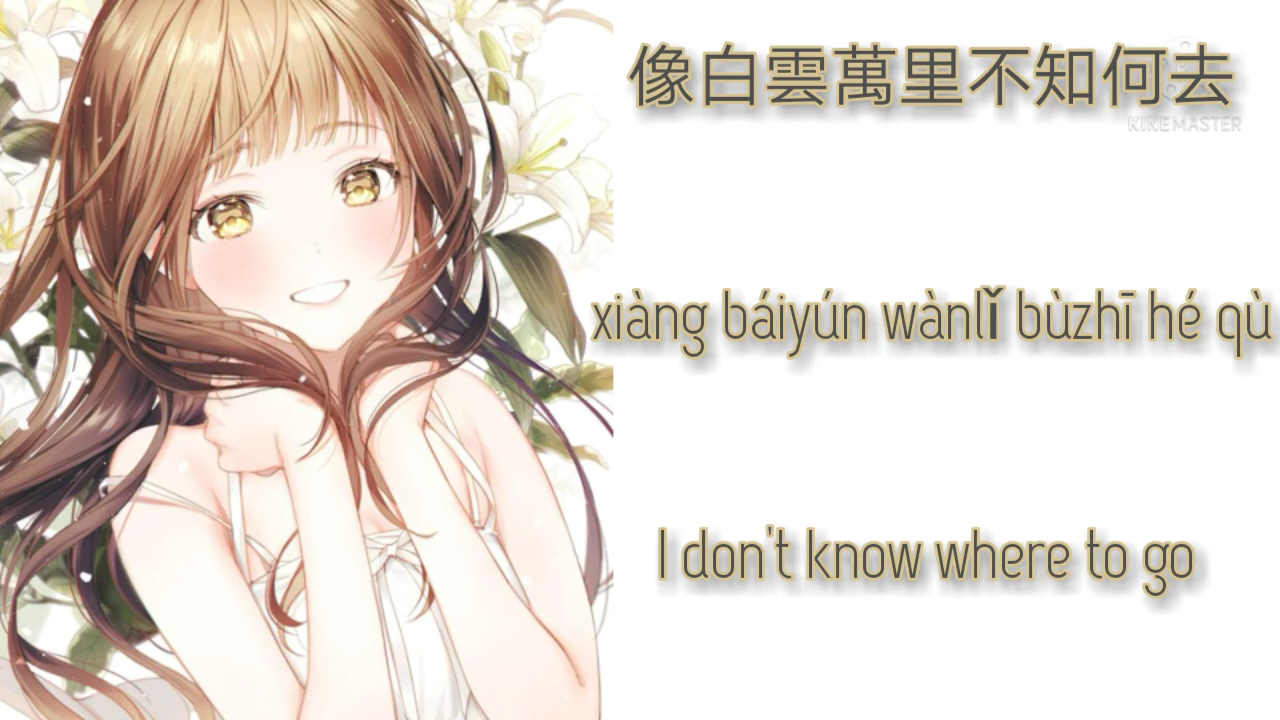 像白雲萬里不知何去
KINEMASTER
xiàng báiyún wànlǐ bùzhī hé qù
I don't know where to go